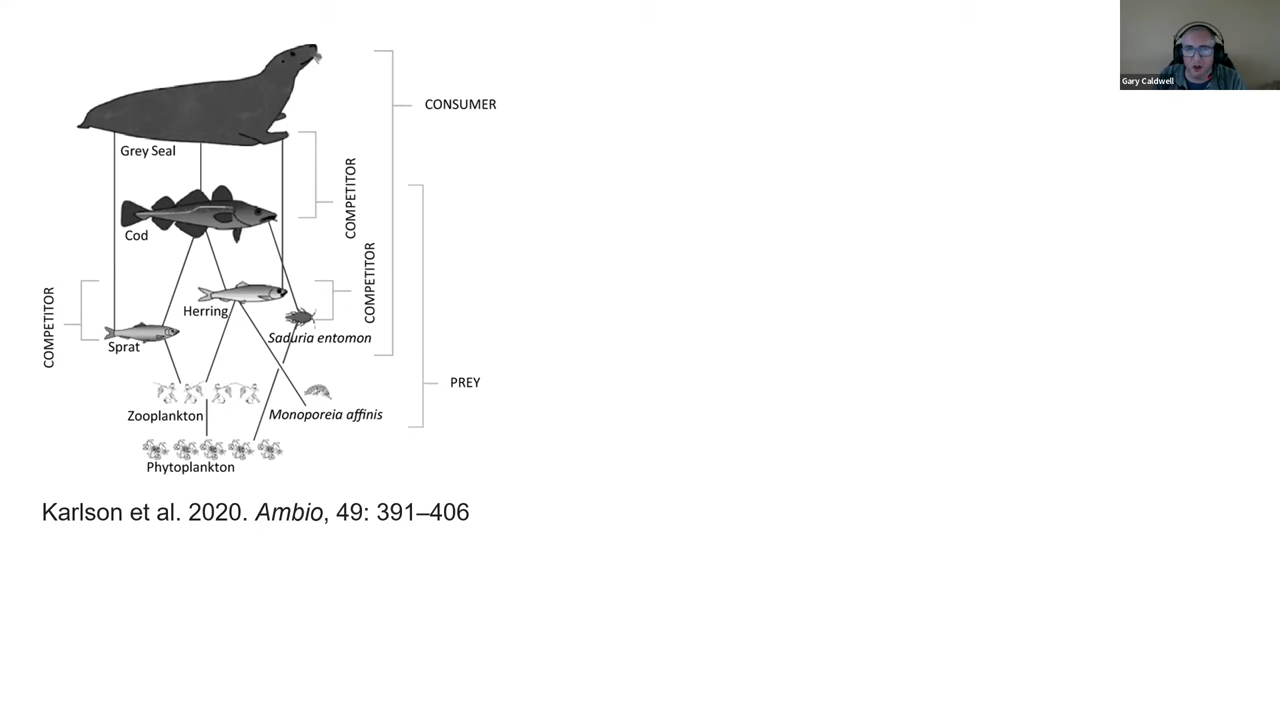 Gary Caldwell
CONSUMER
Grey Seal
COMPETITOR
Cod
COMPETITOR
COMPETITOR
Herring
Saduria entomon
Sprat
PREY
Zooplankton
Monoporeia affinis
Phytoplankton
Karlson et al. 2020. Ambio, 49: 391–406